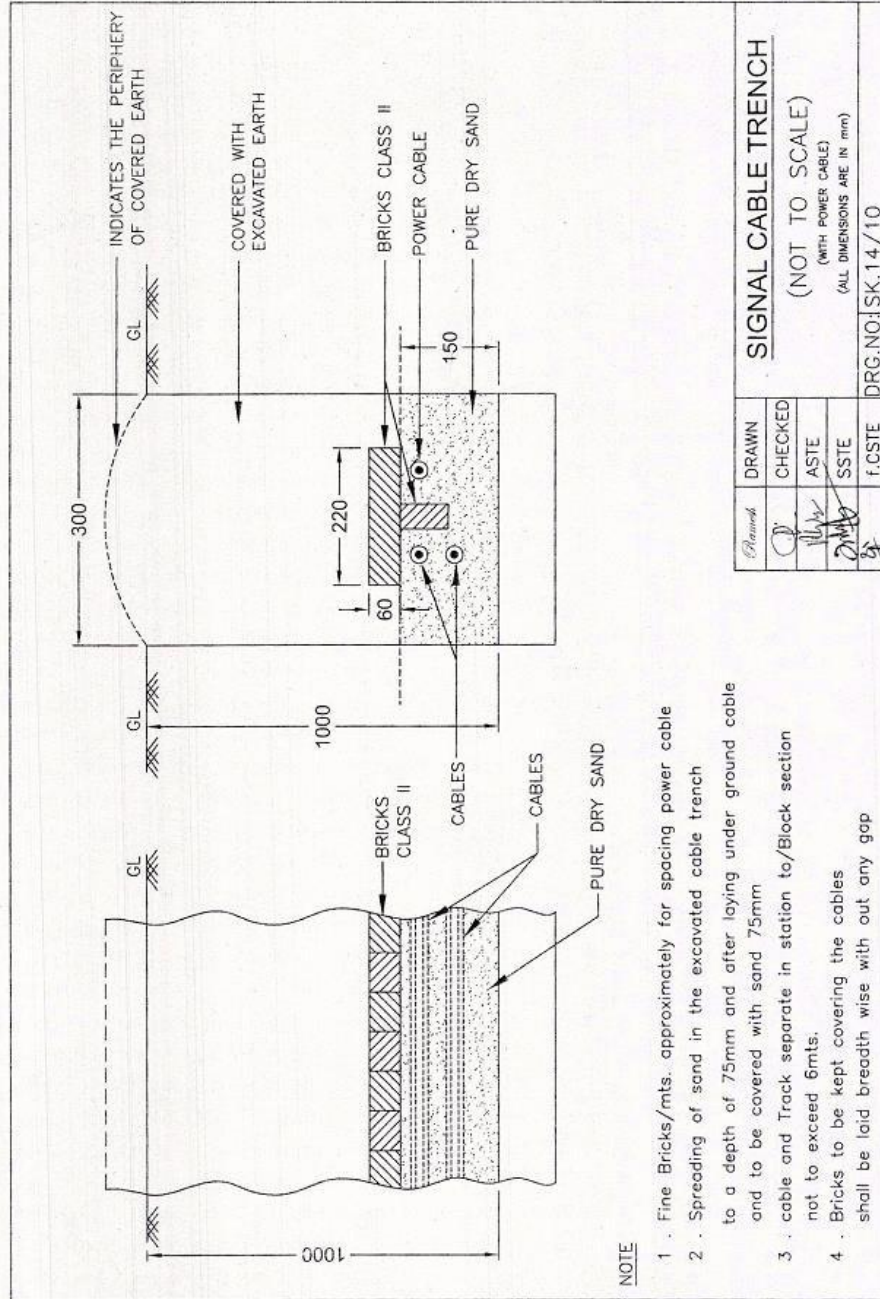 INDICATES THE PERIPHERY
OF COVERED EARTH
COVERED WITH
EXCAVATED EARTH
BRICKS CLASS II
POWER CABLE
PURE DRY SAND
GL
GL
GL
300
220
60
150
1000
1000
BRICKS
CLASS II
CABLES
CABLES
PURE DRY SAND
NOTE
1 . Fine Bricks/mts. approximately for spacing power cable
2 . Spreading of sand in the excavated cable trench
to a depth of 75mm and after laying under ground cable
and to be covered with sand 75mm
3 . cable and Track separate in station to/Block section
not to exceed 6mts.
4 . Bricks to be kept covering the cables
shall be laid breadth wise with out any gap
Ramesh
DRAWN
CHECKED
ASTE
SSTE
f.CSTE
SIGNAL CABLE TRENCH
(NOT TO SCALE)
(WITH POWER CABLE)
(ALL DIMENSIONS ARE IN mm)
DRG.NO:SK.14/10